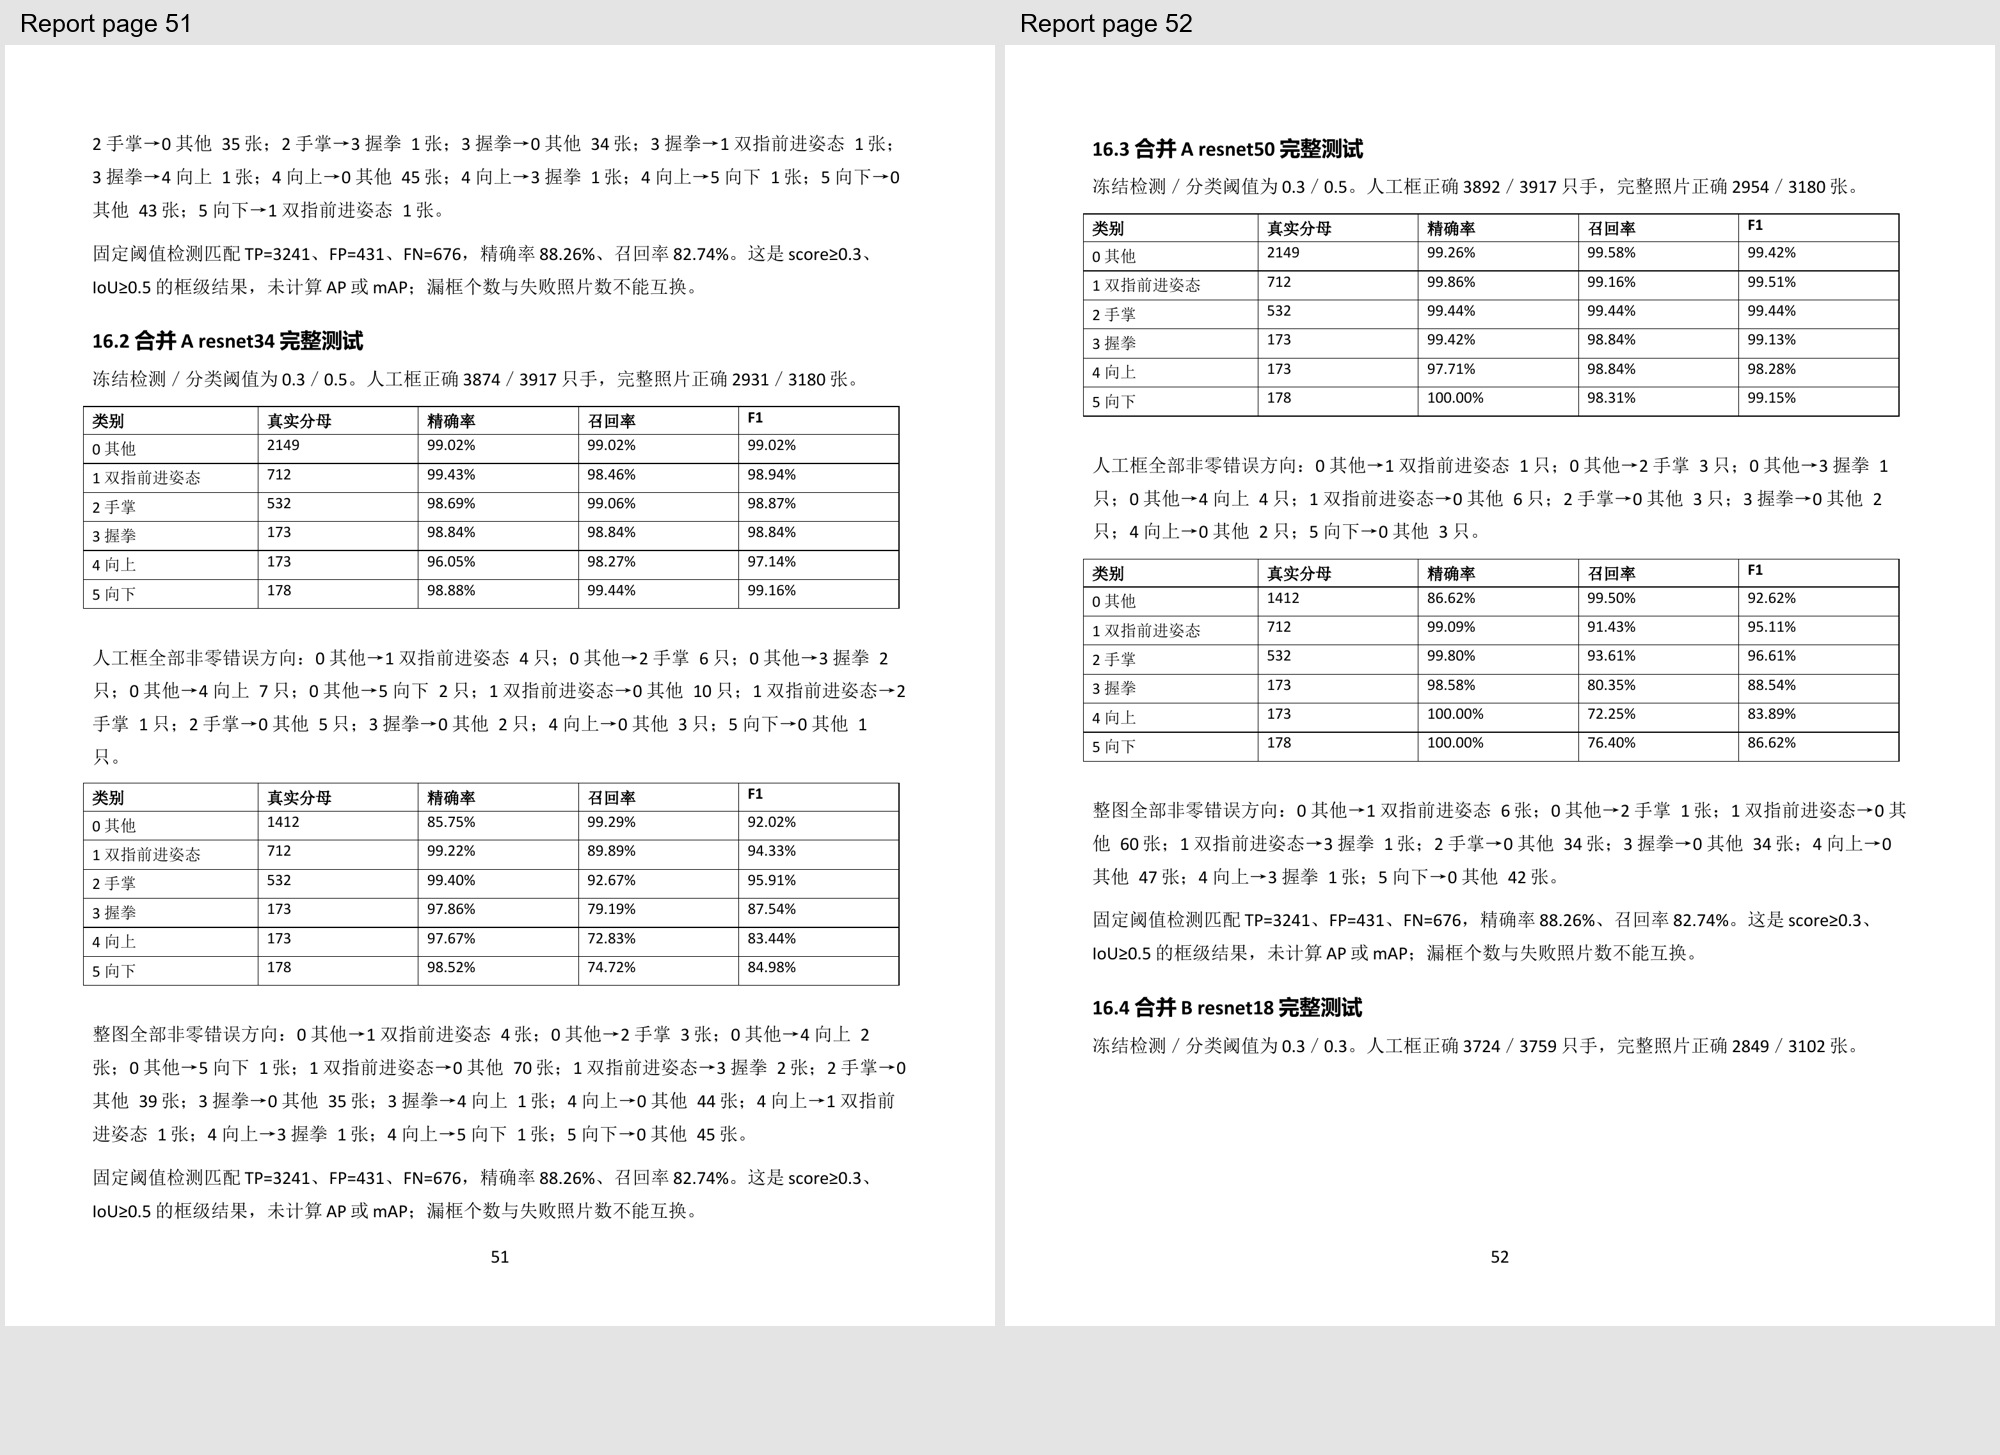 Report page 51
2 手掌→0 其他 35 张；2 手掌→3 握拳 1 张；3 握拳→0 其他 34 张；3 握拳→1 双指前进姿态 1 张；
3 握拳→4 向上 1 张；4 向上→0 其他 45 张；4 向上→3 握拳 1 张；4 向上→5 向下 1 张；5 向下→0
其他 43 张；5 向下→1 双指前进姿态 1 张。
固定阈值检测匹配 TP=3241、FP=431、FN=676，精确率 88.26%、召回率 82.74%。这是 score≥0.3、
IoU≥0.5 的框级结果，未计算 AP 或 mAP；漏框个数与失败照片数不能互换。
16.2 合并 A resnet34 完整测试
冻结检测 / 分类阈值为 0.3 / 0.5。人工框正确 3874 / 3917 只手，完整照片正确 2931 / 3180 张。
类别 真实分母 精确率 召回率 F1
0 其他 2149 99.02% 99.02% 99.02%
1 双指前进姿态 712 99.43% 98.46% 98.94%
2 手掌 532 98.69% 99.06% 98.87%
3 握拳 173 98.84% 98.84% 98.84%
4 向上 173 96.05% 98.27% 97.14%
5 向下 178 98.88% 99.44% 99.16%
人工框全部非零错误方向：0 其他→1 双指前进姿态 4 只；0 其他→2 手掌 6 只；0 其他→3 握拳 2
只；0 其他→4 向上 7 只；0 其他→5 向下 2 只；1 双指前进姿态→0 其他 10 只；1 双指前进姿态→2
手掌 1 只；2 手掌→0 其他 5 只；3 握拳→0 其他 2 只；4 向上→0 其他 3 只；5 向下→0 其他 1
只。
类别 真实分母 精确率 召回率 F1
0 其他 1412 85.75% 99.29% 92.02%
1 双指前进姿态 712 99.22% 89.89% 94.33%
2 手掌 532 99.40% 92.67% 95.91%
3 握拳 173 97.86% 79.19% 87.54%
4 向上 173 97.67% 72.83% 83.44%
5 向下 178 98.52% 74.72% 84.98%
整图全部非零错误方向：0 其他→1 双指前进姿态 4 张；0 其他→2 手掌 3 张；0 其他→4 向上 2
张；0 其他→5 向下 1 张；1 双指前进姿态→0 其他 70 张；1 双指前进姿态→3 握拳 2 张；2 手掌→0
其他 39 张；3 握拳→0 其他 35 张；3 握拳→4 向上 1 张；4 向上→0 其他 44 张；4 向上→1 双指前
进姿态 1 张；4 向上→3 握拳 1 张；4 向上→5 向下 1 张；5 向下→0 其他 45 张。
固定阈值检测匹配 TP=3241、FP=431、FN=676，精确率 88.26%、召回率 82.74%。这是 score≥0.3、
IoU≥0.5 的框级结果，未计算 AP 或 mAP；漏框个数与失败照片数不能互换。
51
Report page 52
16.3 合并 A resnet50 完整测试
冻结检测 / 分类阈值为 0.3 / 0.5。人工框正确 3892 / 3917 只手，完整照片正确 2954 / 3180 张。
类别 真实分母 精确率 召回率 F1
0 其他 2149 99.26% 99.58% 99.42%
1 双指前进姿态 712 99.86% 99.16% 99.51%
2 手掌 532 99.44% 99.44% 99.44%
3 握拳 173 99.42% 98.84% 99.13%
4 向上 173 97.71% 98.84% 98.28%
5 向下 178 100.00% 98.31% 99.15%
人工框全部非零错误方向：0 其他→1 双指前进姿态 1 只；0 其他→2 手掌 3 只；0 其他→3 握拳 1
只；0 其他→4 向上 4 只；1 双指前进姿态→0 其他 6 只；2 手掌→0 其他 3 只；3 握拳→0 其他 2
只；4 向上→0 其他 2 只；5 向下→0 其他 3 只。
类别 真实分母 精确率 召回率 F1
0 其他 1412 86.62% 99.50% 92.62%
1 双指前进姿态 712 99.09% 91.43% 95.11%
2 手掌 532 99.80% 93.61% 96.61%
3 握拳 173 98.58% 80.35% 88.54%
4 向上 173 100.00% 72.25% 83.89%
5 向下 178 100.00% 76.40% 86.62%
整图全部非零错误方向：0 其他→1 双指前进姿态 6 张；0 其他→2 手掌 1 张；1 双指前进姿态→0 其
他 60 张；1 双指前进姿态→3 握拳 1 张；2 手掌→0 其他 34 张；3 握拳→0 其他 34 张；4 向上→0
其他 47 张；4 向上→3 握拳 1 张；5 向下→0 其他 42 张。
固定阈值检测匹配 TP=3241、FP=431、FN=676，精确率 88.26%、召回率 82.74%。这是 score≥0.3、
IoU≥0.5 的框级结果，未计算 AP 或 mAP；漏框个数与失败照片数不能互换。
16.4 合并 B resnet18 完整测试
冻结检测 / 分类阈值为 0.3 / 0.3。人工框正确 3724 / 3759 只手，完整照片正确 2849 / 3102 张。
52